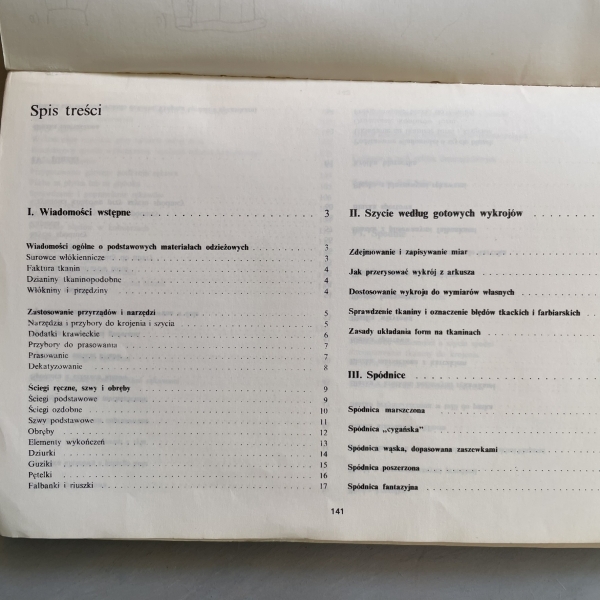 Spis treści
I. Wiadomości wstępne . . . . . . . . . . . . . . . . . 3
Wiadomości ogólne o podstawowych materiałach odzieżowych . . . . . . . . 3
Surowce włókiennicze . . . . . . . . . . . . . . . . . 3
Faktura tkanin . . . . . . . . . . . . . . . . . 4
Dzianiny tkaninopodobne . . . . . . . . . . . . . . . . . 4
Włókniny i przędziny . . . . . . . . . . . . . . . . . 4
Zastosowanie przyrządów i narzędzi . . . . . . . . . . . . . . . . . 5
Narzędzia i przybory do krojenia i szycia . . . . . . . . . . . . . . . . . 5
Dodatki krawieckie . . . . . . . . . . . . . . . . . 6
Przybory do prasowania . . . . . . . . . . . . . . . . . 7
Prasowanie . . . . . . . . . . . . . . . . . 7
Dekatyzowanie . . . . . . . . . . . . . . . . . 8
Ściegi ręczne, szwy i obręby . . . . . . . . . . . . . . . . . 9
Ściegi podstawowe . . . . . . . . . . . . . . . . . 9
Ściegi ozdobne . . . . . . . . . . . . . . . . . 10
Szwy podstawowe . . . . . . . . . . . . . . . . . 11
Obręby . . . . . . . . . . . . . . . . . 12
Elementy wykończeń . . . . . . . . . . . . . . . . . 13
Dziurki . . . . . . . . . . . . . . . . . 14
Guziki . . . . . . . . . . . . . . . . . 15
Pętelki . . . . . . . . . . . . . . . . . 16
Falbanki i riuszki . . . . . . . . . . . . . . . . . 17
II. Szycie według gotowych wykrojów . . . . . . . .
Zdejmowanie i zapisywanie miar . . . . . . . . . . .
Jak przerysować wykrój z arkusza . . . . . . . . . . .
Dostosowanie wykroju do wymiarów własnych . . . . . . . .
Sprawdzenie tkaniny i oznaczenie błędów tkackich i farbiarskich . .
Zasady układania form na tkaninach . . . . . . . . . . .
III. Spódnice . . . . . . . . . . . . . . . . .
Spódnica marszczona . . . . . . . . . . . . . .
Spódnica „cygańska” . . . . . . . . . . . . . .
Spódnica wąska, dopasowana zaszewkami . . . . . . . . . .
Spódnica poszerzona . . . . . . . . . . . . . .
Spódnica fantazyjna . . . . . . . . . . . . . .
141